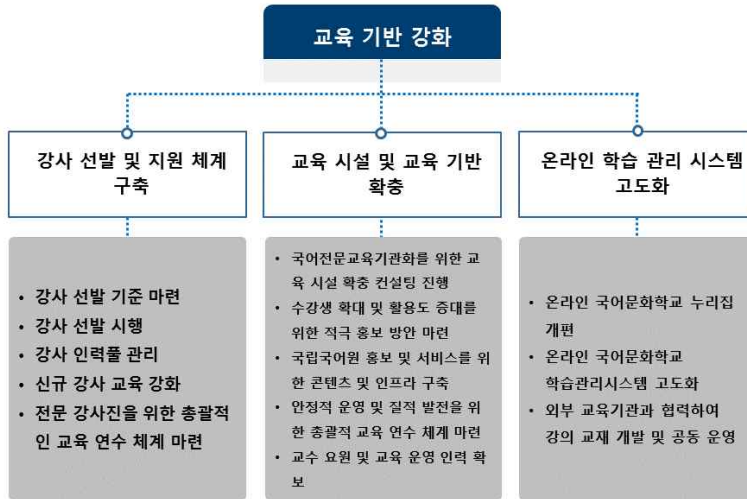 교육 기반 강화
강사 선발 및 지원 체계
구축
교육 시설 및 교육 기반
확충
온라인 학습 관리 시스템
고도화
• 강사 선발 기준 마련
• 강사 선발 시행
• 강사 인력풀 관리
• 신규 강사 교육 강화
• 전문 강사진을 위한 총괄적
인 교육 연수 체계 마련
• 국어전문교육기관화를 위한 교
육 시설 확충 컨설팅 진행
• 수강생 확대 및 활용도 증대를
위한 적극 홍보 방안 마련
• 국립국어원 홍보 및 서비스를 위
한 콘텐츠 및 인프라 구축
• 안정적 운영 및 질적 발전을 위
한 총괄적 교육 연수 체계 마련
• 교수 요원 및 교육 운영 인력 확
보
• 온라인 국어문화학교 누리집
개편
• 온라인 국어문화학교
학습관리시스템 고도화
• 외부 교육기관과 협력하여
강의 교재 개발 및 공동 운영